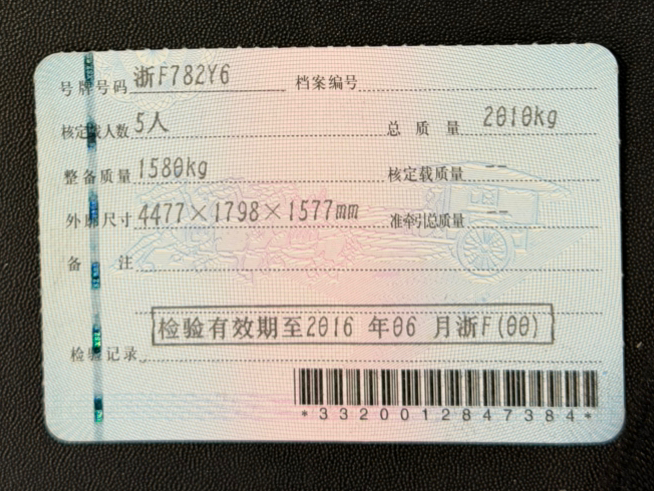 号牌号码 浙F782Y6 档案编号
核定载人数 5人 总质量 2010kg
整备质量 1580kg 核定载质量 --
外廓尺寸 4477×1798×1577mm 准牵引总质量 --
备注
检验有效期至2016 年06 月浙F(00)
检验记录
*3320012847384*